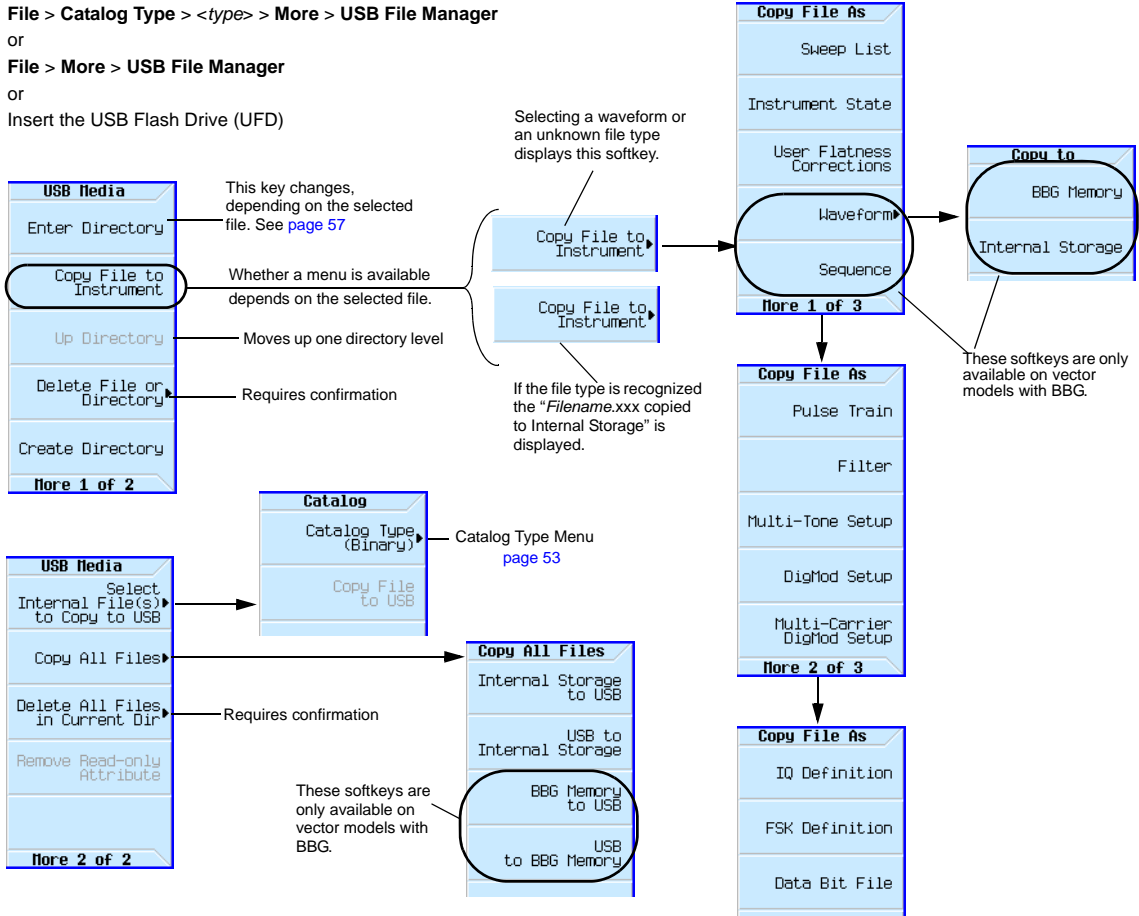 File > Catalog Type > <type> > More > USB File Manager
or
File > More > USB File Manager
or
Insert the USB Flash Drive (UFD)
USB Media
Enter Directory
Copy File to
Instrument
Up Directory
Delete File or
Directory
Create Directory
More 1 of 2
This key changes,
depending on the selected
file. See page 57
Whether a menu is available
depends on the selected file.
Moves up one directory level
Requires confirmation
Selecting a waveform or
an unknown file type
displays this softkey.
Copy File to
Instrument
Copy File to
Instrument
If the file type is recognized
the “Filename.xxx copied
to Internal Storage” is
displayed.
Copy File As
Sweep List
Instrument State
User Flatness
Corrections
Waveform
Sequence
More 1 of 3
Copy to
BBG Memory
Internal Storage
These softkeys are only
available on vector
models with BBG.
Copy File As
Pulse Train
Filter
Multi-Tone Setup
DigMod Setup
Multi-Carrier
DigMod Setup
More 2 of 3
Copy File As
IQ Definition
FSK Definition
Data Bit File
USB Media
Select
Internal File(s)
to Copy to USB
Copy All Files
Delete All Files
in Current Dir
Remove Read-only
Attribute
More 2 of 2
Catalog
Catalog Type
(Binary)
Copy File
to USB
Catalog Type Menu
page 53
Requires confirmation
Copy All Files
Internal Storage
to USB
USB to
Internal Storage
BBG Memory
to USB
USB
to BBG Memory
These softkeys are
only available on
vector models with
BBG.